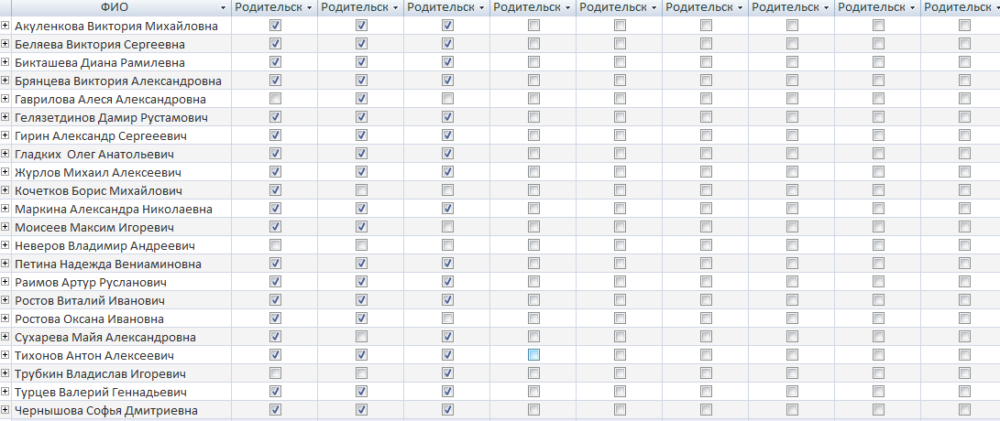 ФИО Родительск Родительск Родительск Родительск Родительск Родительск Родительск Родительск Родительск
Акуленкова Виктория Михайловна
Беляева Виктория Сергеевна
Бикташева Диана Рамилевна
Брянцева Виктория Александровна
Гаврилова Алеся Александровна
Гелязетдинов Дамир Рустамович
Гирин Александр Сергееевич
Гладких Олег Анатольевич
Журлов Михаил Алексеевич
Кочетков Борис Михайлович
Маркина Александра Николаевна
Моисеев Максим Игоревич
Неверов Владимир Андреевич
Петина Надежда Вениаминовна
Раимов Артур Русланович
Ростов Виталий Иванович
Ростова Оксана Ивановна
Сухарева Майя Александровна
Тихонов Антон Алексеевич
Трубкин Владислав Игоревич
Турцев Валерий Геннадьевич
Чернышова Софья Дмитриевна